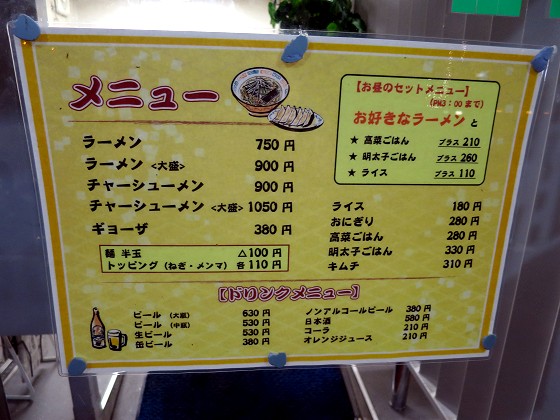 メニュー
ラーメン 750円
ラーメン <大盛> 900円
チャーシューメン 900円
チャーシューメン <大盛> 1050円
ギョーザ 380円
麺 半玉 △100円
トッピング(ねぎ・メンマ) 各110円
【お昼のセットメニュー】
(PM3:00まで)
お好きなラーメンと
★ 高菜ごはん プラス 210
★ 明太子ごはん プラス 260
★ ライス プラス 110
ライス 180円
おにぎり 280円
高菜ごはん 280円
明太子ごはん 330円
キムチ 310円
【ドリンクメニュー】
ビール (大瓶) 630円
ビール (中瓶) 530円
生ビール 530円
缶ビール 380円
ノンアルコールビール 380円
日本酒 580円
コーラ 210円
オレンジジュース 210円